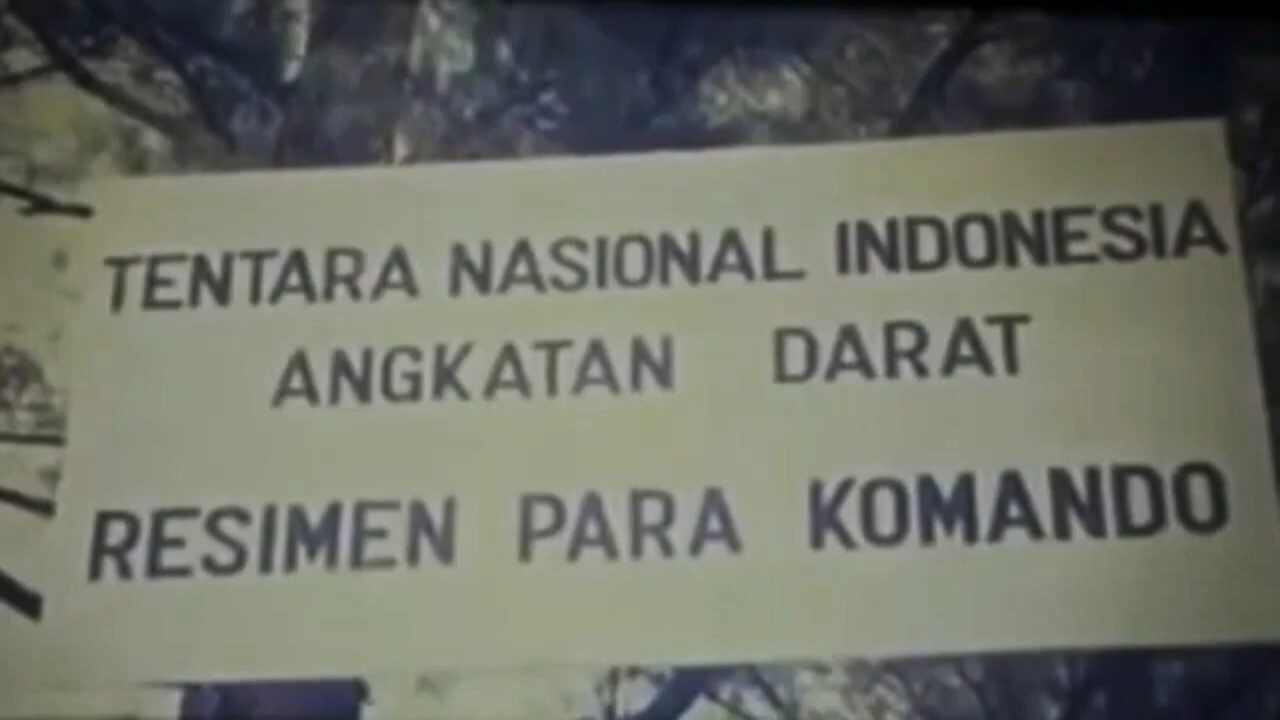 TENTARA NASIONAL INDONESIA
ANGKATAN DARAT
RESIMEN PARA KOMANDO